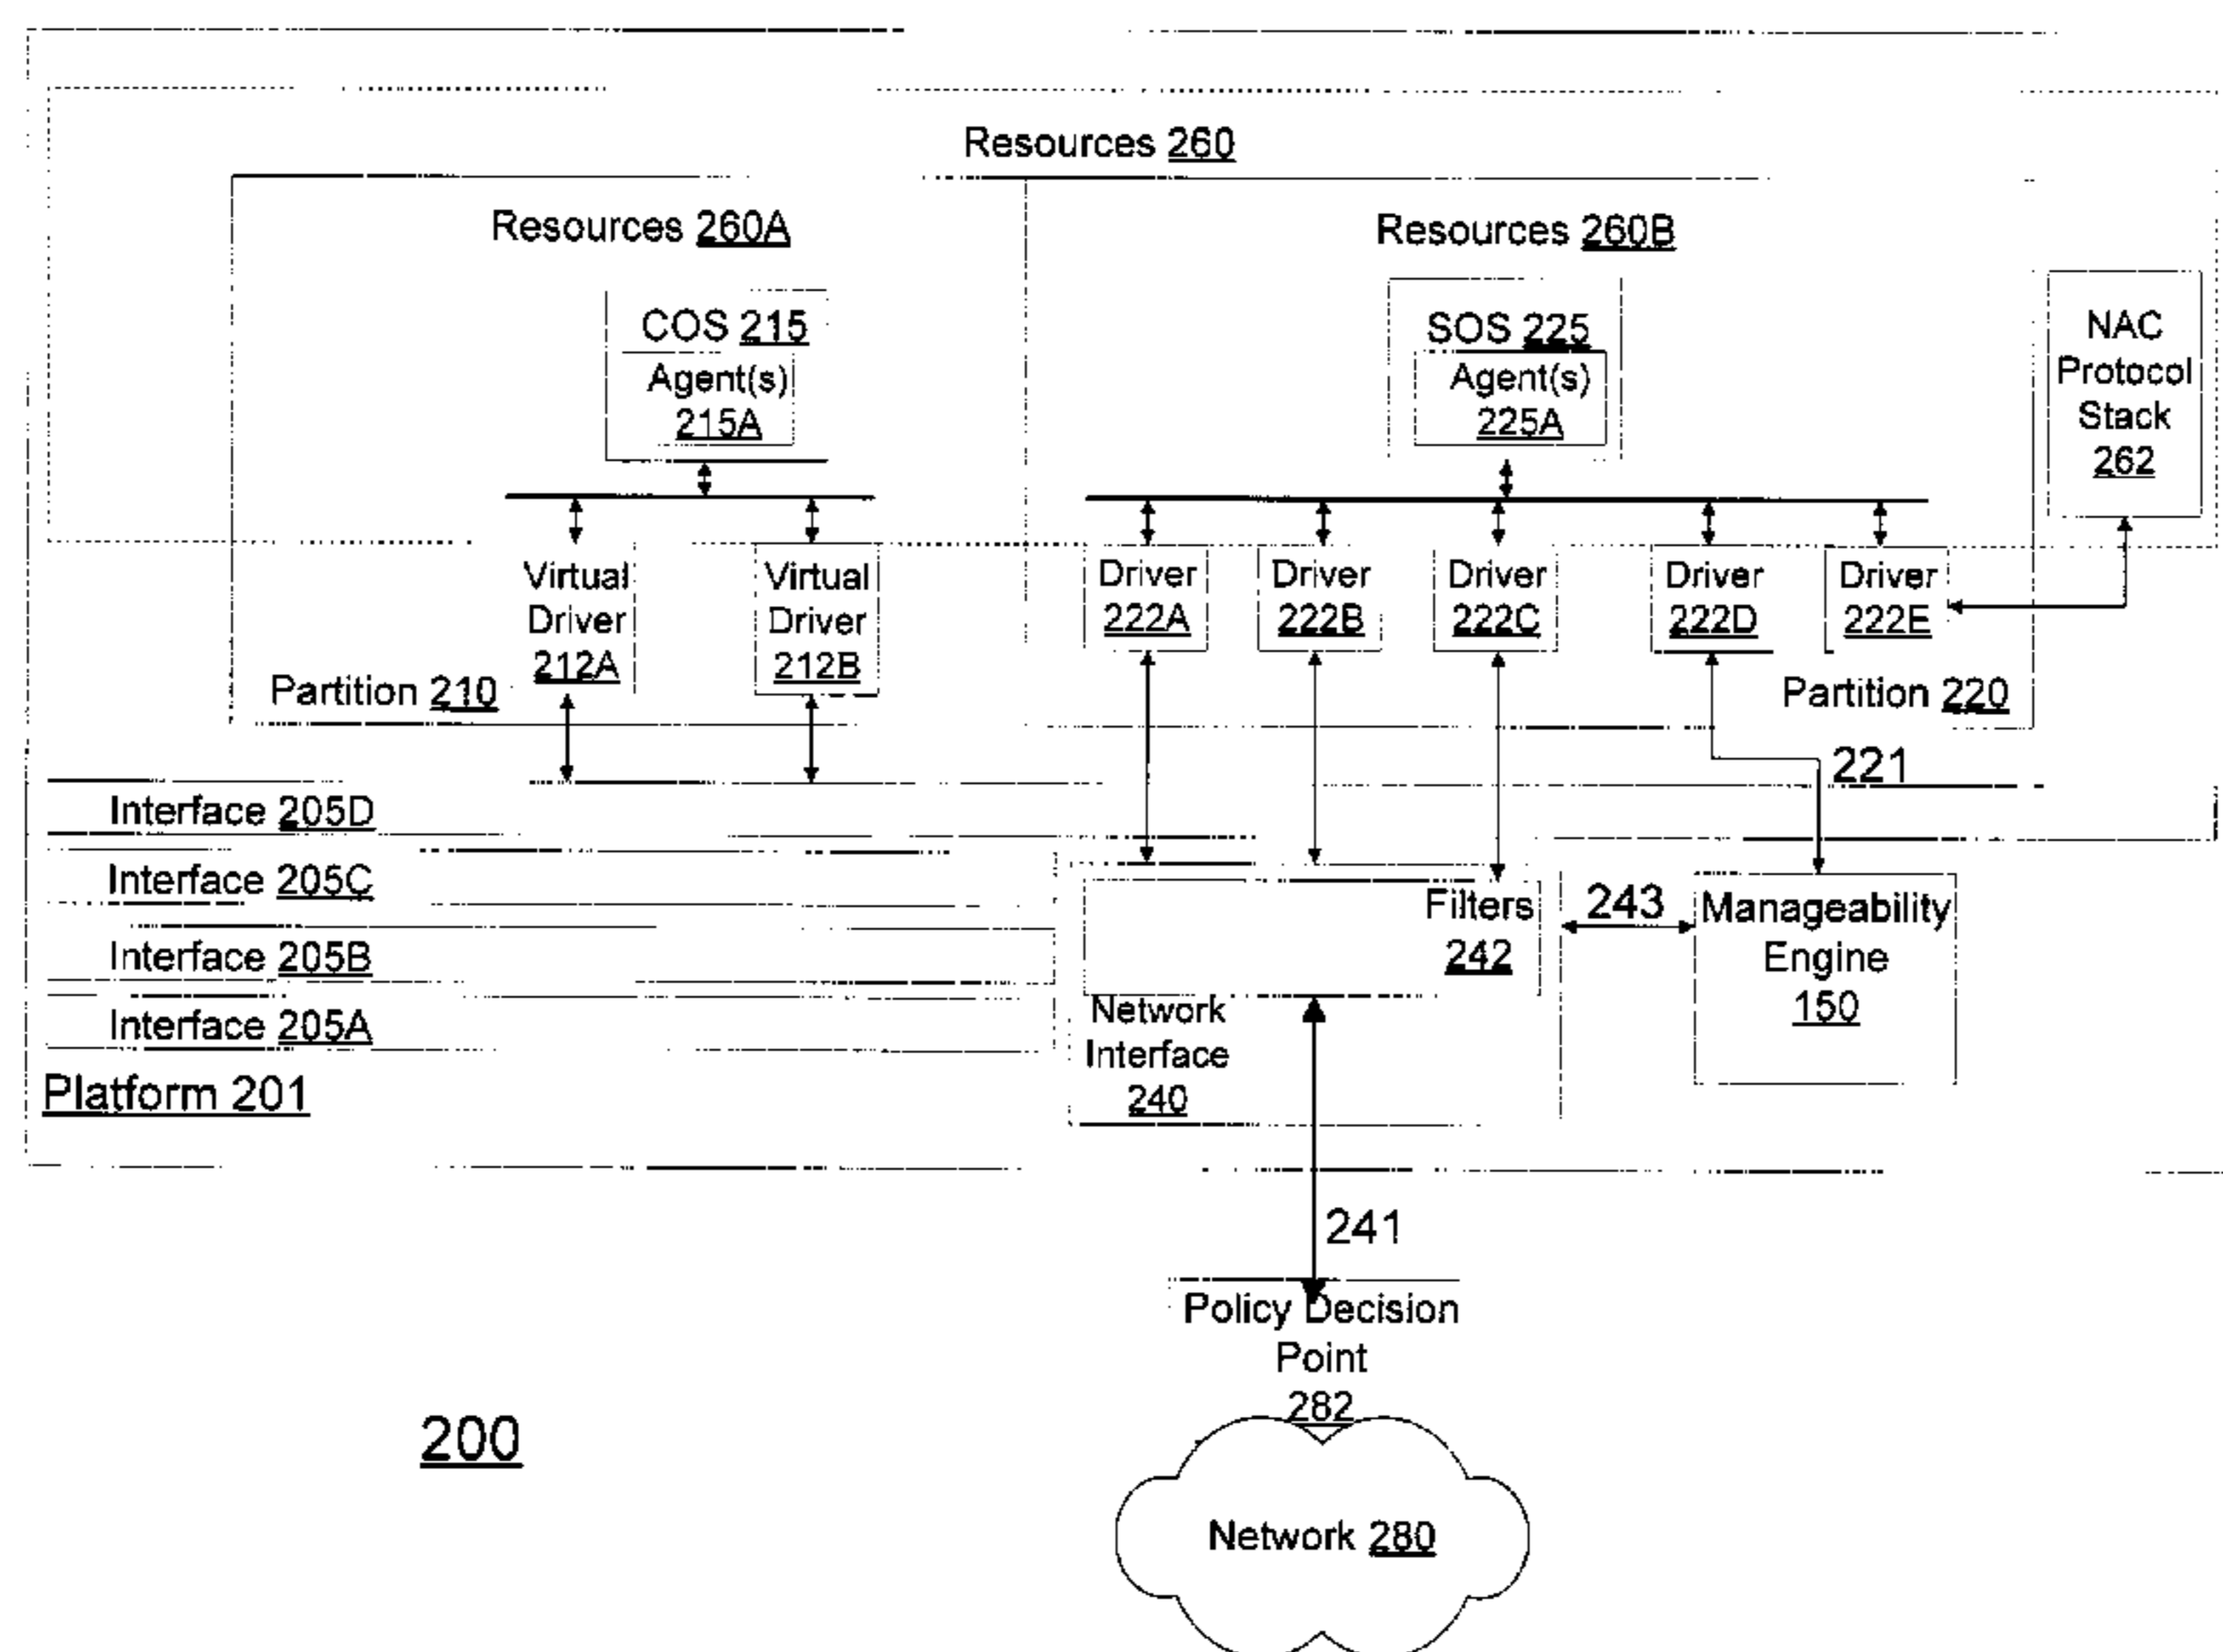 Resources 260
Resources 260A
Resources 260B
COS 215
Agent(s)
215A
SOS 225
Agent(s)
225A
NAC
Protocol
Stack
262
Virtual
Driver
212A
Virtual
Driver
212B
Driver
222A
Driver
222B
Driver
222C
Driver
222D
Driver
222E
Partition 210
Partition 220
221
Interface 205D
Interface 205C
Interface 205B
Interface 205A
Platform 201
Filters
242
Network
Interface
240
243
Manageability
Engine
150
241
Policy Decision
Point
282
200
Network 280